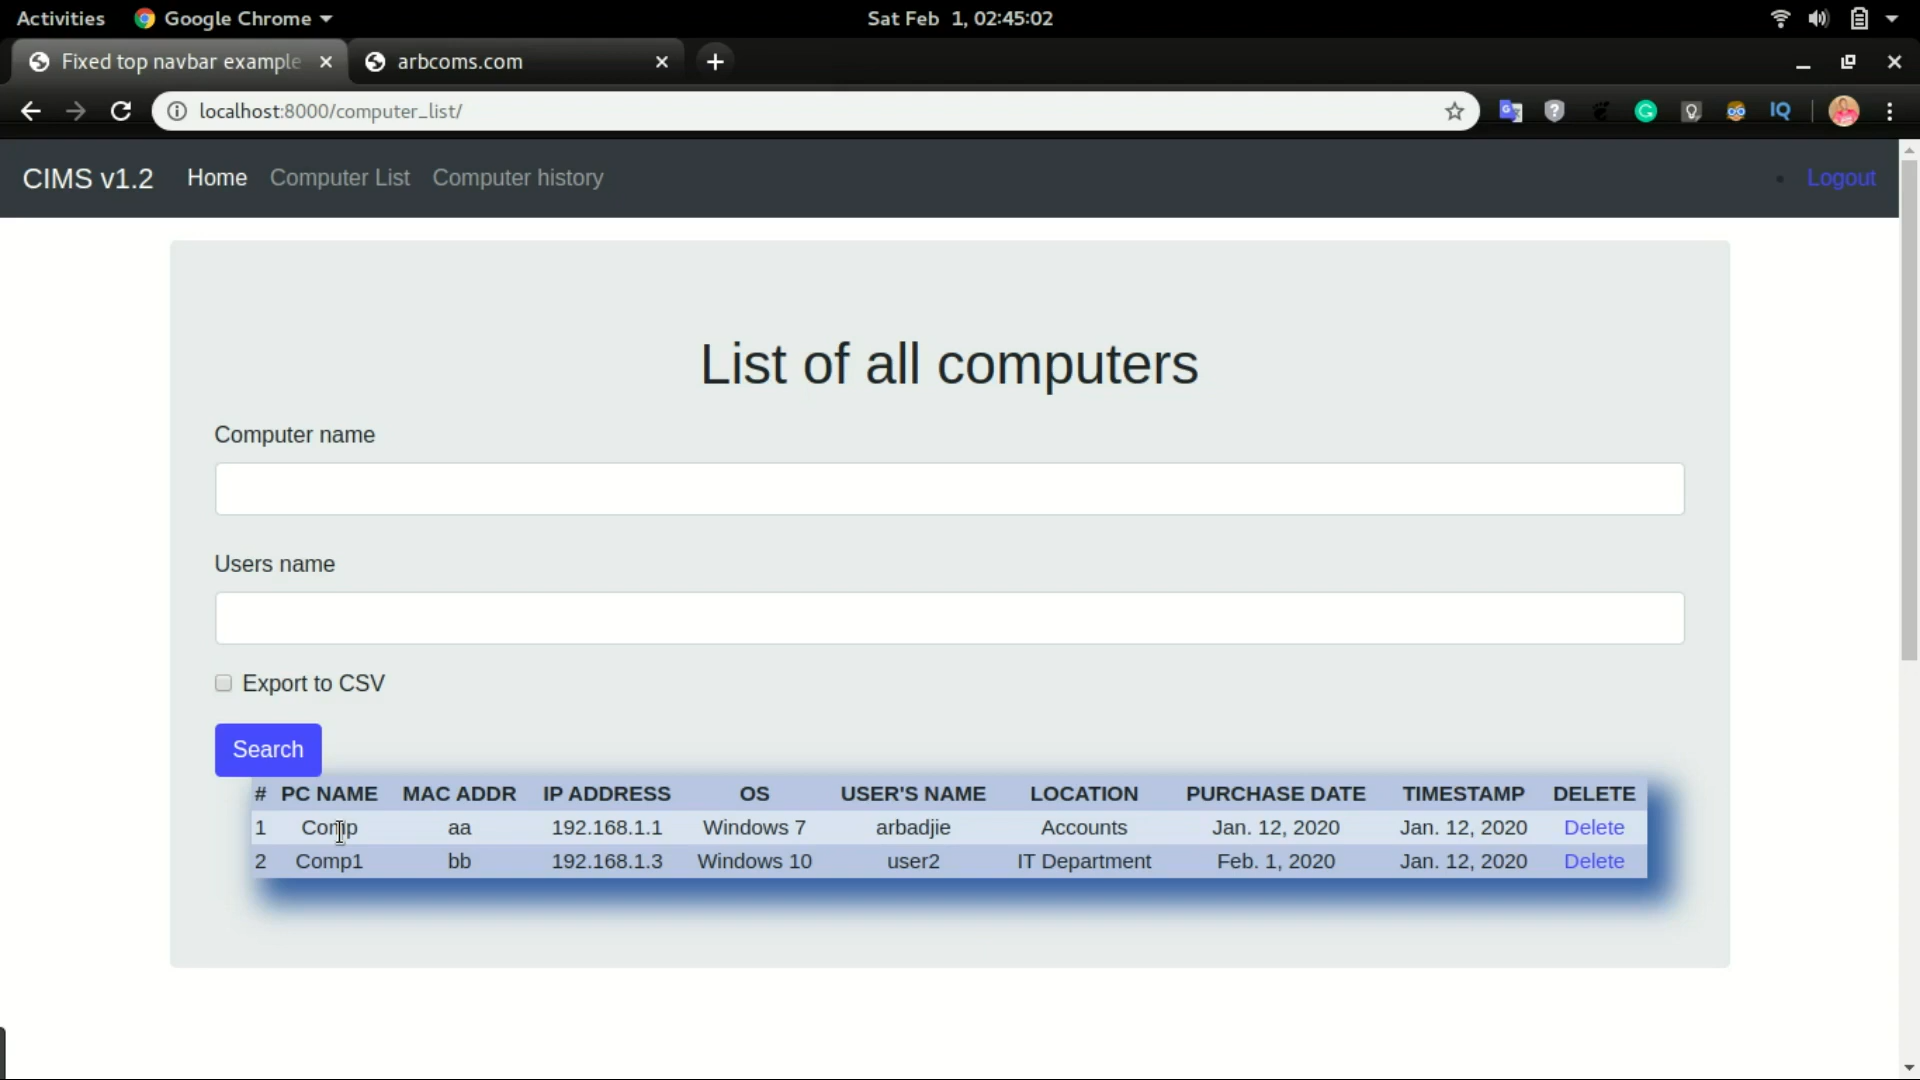 Activities Google Chrome Sat Feb 1, 02:45:02
Fixed top navbar example arbcoms.com
localhost:8000/computer_list/ IQ
CIMS v1.2 Home Computer List Computer history Logout
List of all computers
Computer name
Users name
Export to CSV
Search
# PC NAME MAC ADDR IP ADDRESS OS USER'S NAME LOCATION PURCHASE DATE TIMESTAMP DELETE
1 Comp aa 192.168.1.1 Windows 7 arbadjie Accounts Jan. 12, 2020 Jan. 12, 2020 Delete
2 Comp1 bb 192.168.1.3 Windows 10 user2 IT Department Feb. 1, 2020 Jan. 12, 2020 Delete